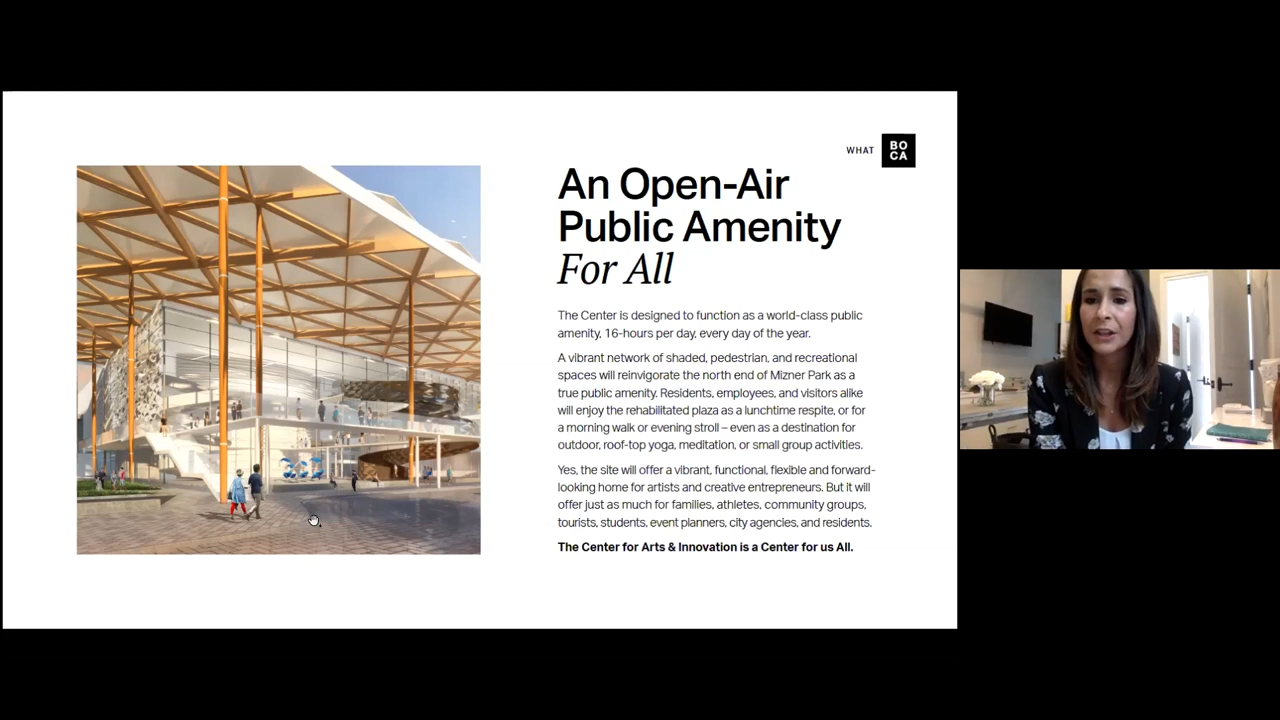 WHAT
BO
CA
An Open-Air
Public Amenity
For All
The Center is designed to function as a world-class public
amenity, 16-hours per day, every day of the year.
A vibrant network of shaded, pedestrian, and recreational
spaces will reinvigorate the north end of Mizner Park as a
true public amenity. Residents, employees, and visitors alike
will enjoy the rehabilitated plaza as a lunchtime respite, or for
a morning walk or evening stroll – even as a destination for
outdoor, roof-top yoga, meditation, or small group activities.
Yes, the site will offer a vibrant, functional, flexible and forward-
looking home for artists and creative entrepreneurs. But it will
offer just as much for families, athletes, community groups,
tourists, students, event planners, city agencies, and residents.
The Center for Arts & Innovation is a Center for us All.